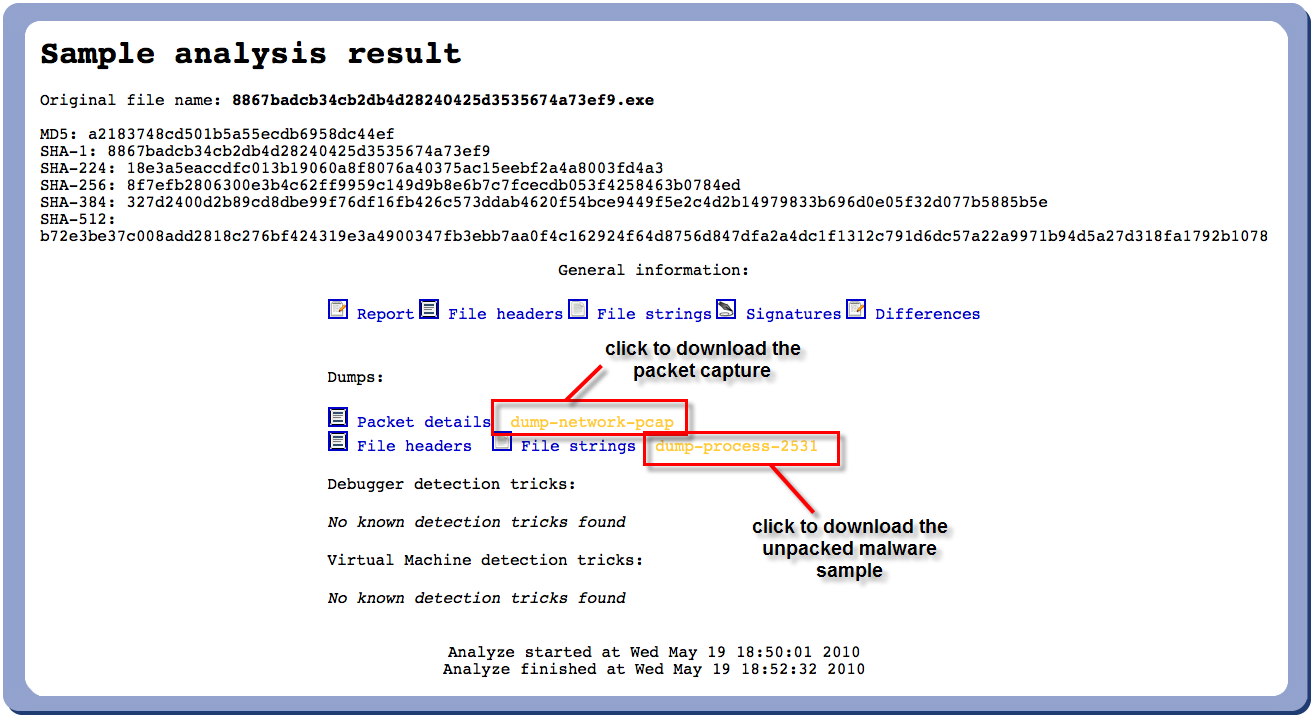 Sample analysis result
Original file name: 8867badcb34cb2db4d28240425d3535674a73ef9.exe
MD5: a2183748cd501b5a55ecdb6958dc44ef
SHA-1: 8867badcb34cb2db4d28240425d3535674a73ef9
SHA-224: 18e3a5eaccdfc013b19060a8f8076a40375ac15eebf2a4a8003fd4a3
SHA-256: 8f7efb2806300e3b4c62ff9959c149d9b8e6b7c7fcecdb053f4258463b0784ed
SHA-384: 327d2400d2b89cd8dbe99f76df16fb426c573ddab4620f54bce9449f5e2c4d2b14979833b696d0e05f32d077b5885b5e
SHA-512:
b72e3be37c008add2818c276bf424319e3a4900347fb3ebb7aa0f4c162924f64d8756d847dfa2a4dc1f1312c791d6dc57a22a9971b94d5a27d318fa1792b1078
General information:
Report File headers File strings Signatures Differences
click to download the
packet capture
Dumps:
Packet details dump-network-pcap
File headers File strings dump-process-2531
Debugger detection tricks:
No known detection tricks found
click to download the
unpacked malware
sample
Virtual Machine detection tricks:
No known detection tricks found
Analyze started at Wed May 19 18:50:01 2010
Analyze finished at Wed May 19 18:52:32 2010